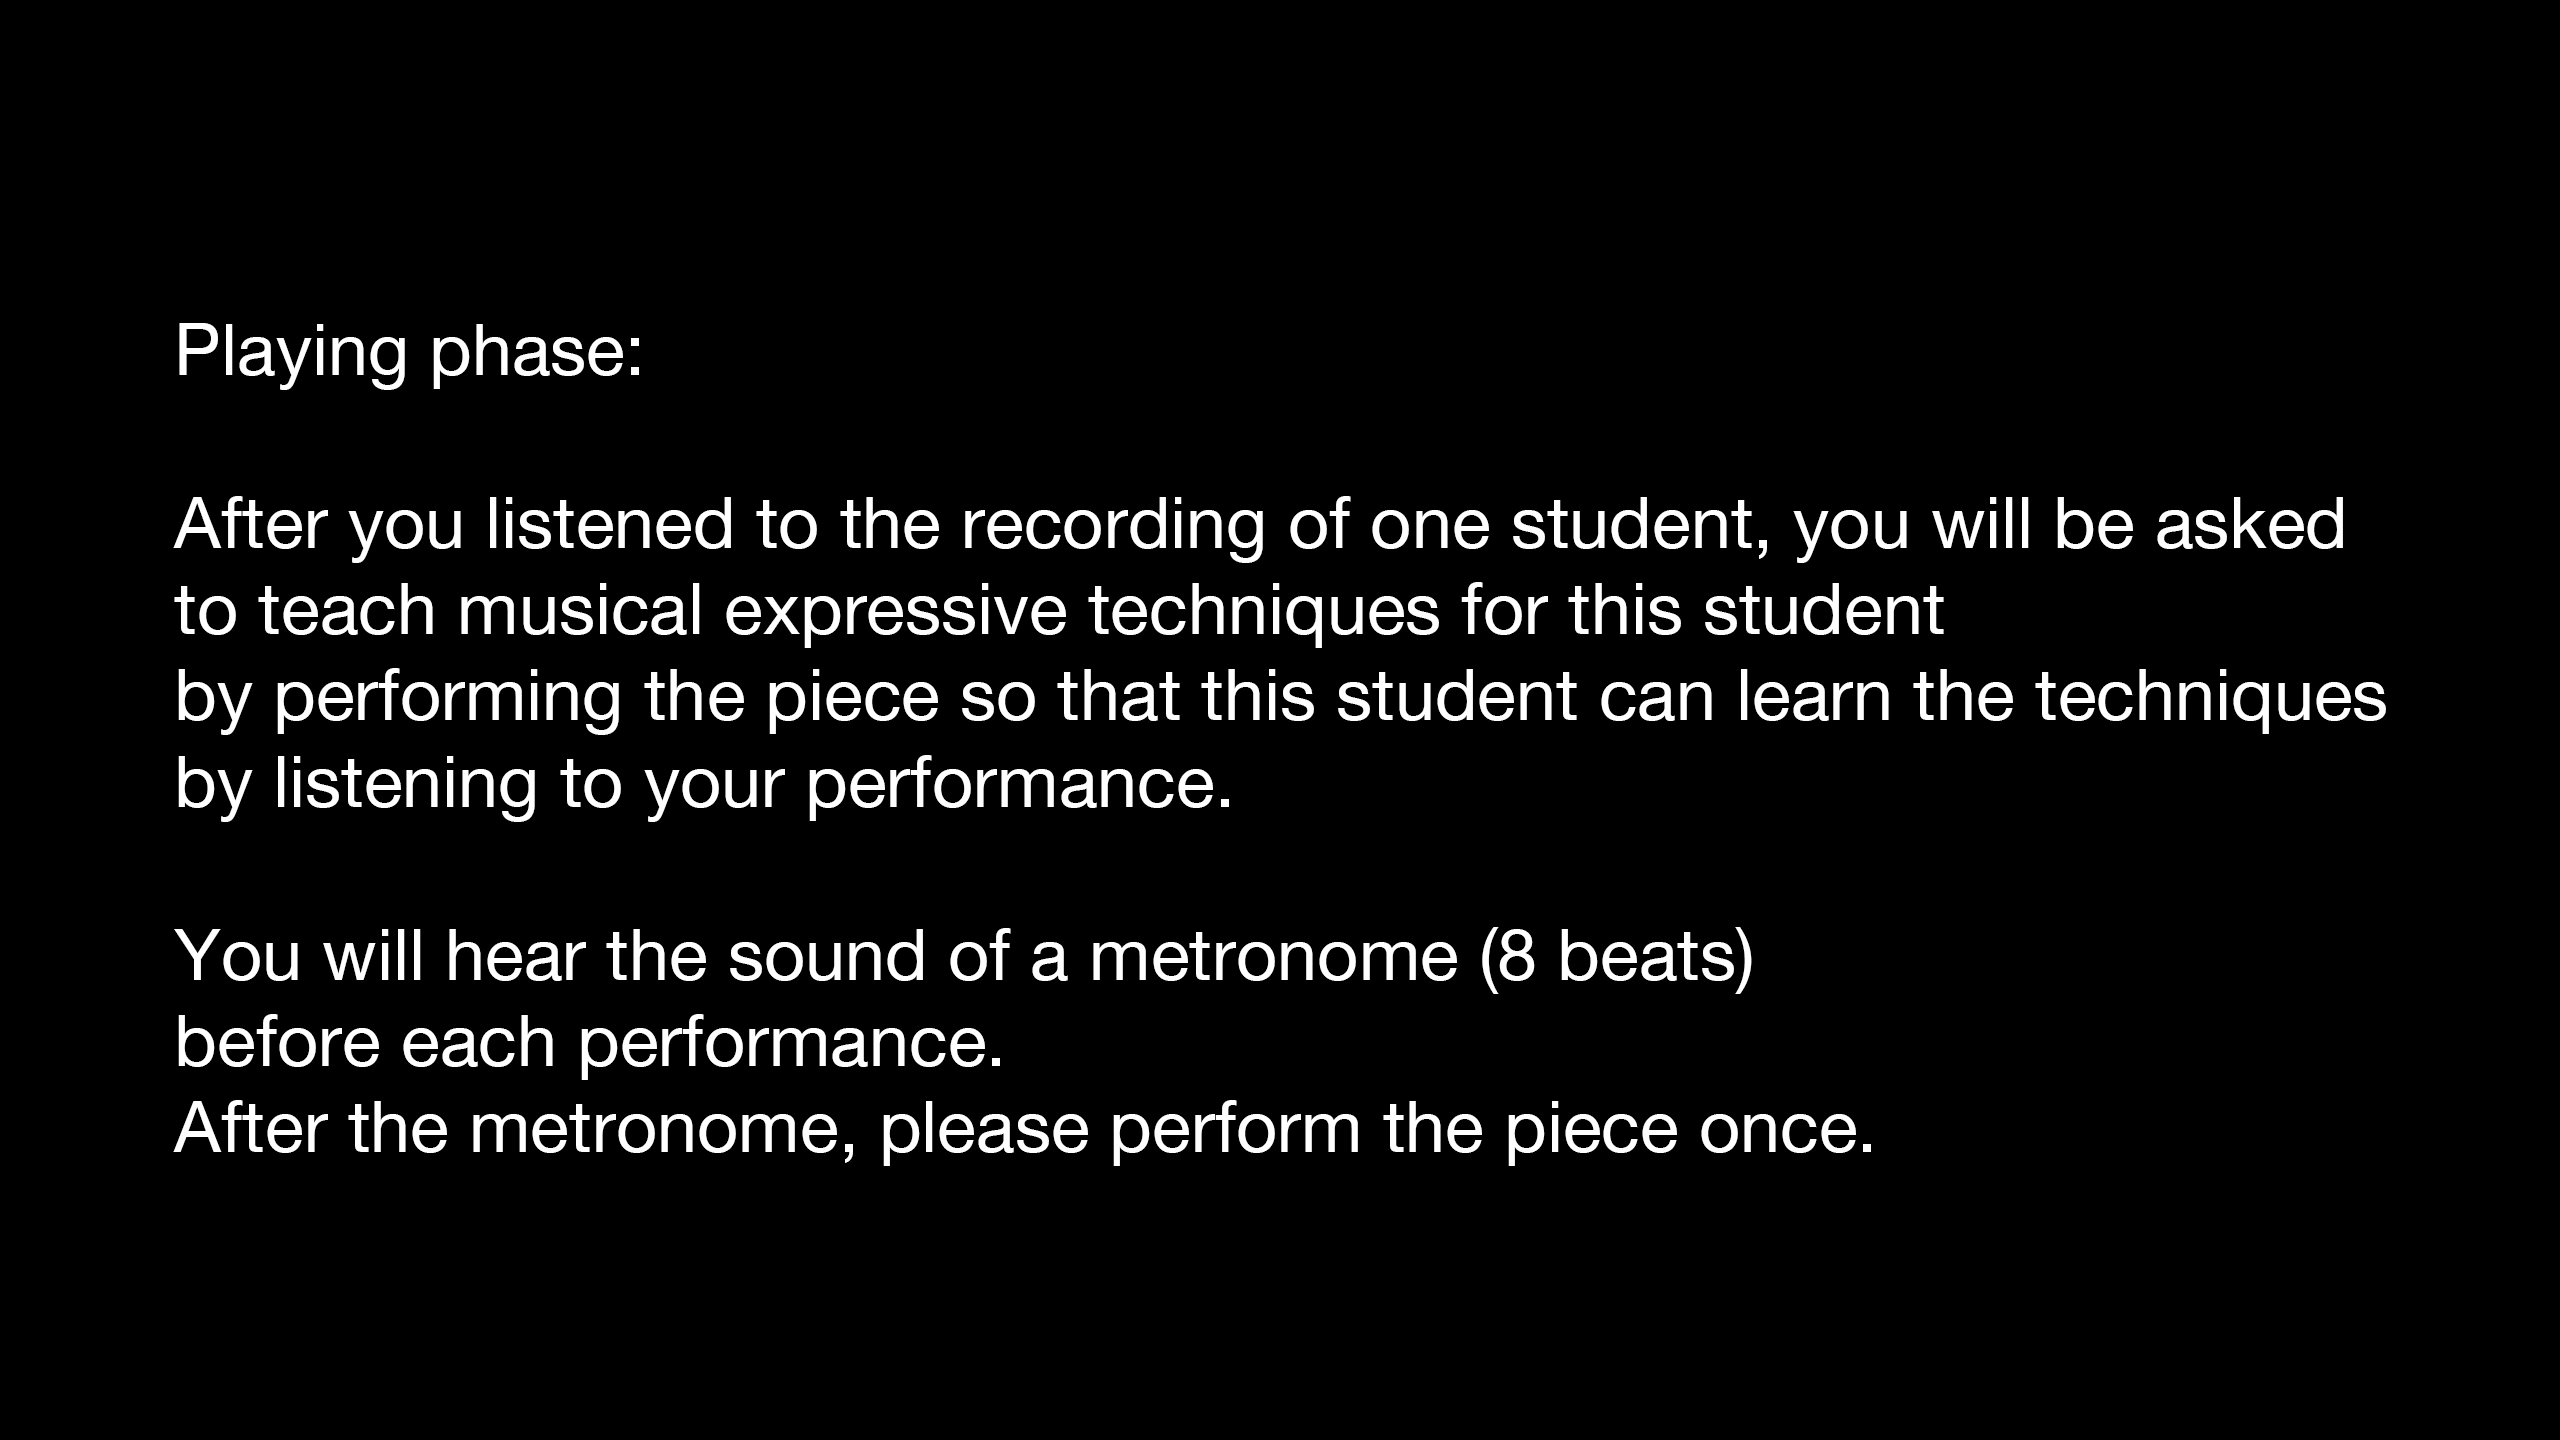 Playing phase:
After you listened to the recording of one student, you will be asked
to teach musical expressive techniques for this student
by performing the piece so that this student can learn the techniques
by listening to your performance.
You will hear the sound of a metronome (8 beats)
before each performance.
After the metronome, please perform the piece once.